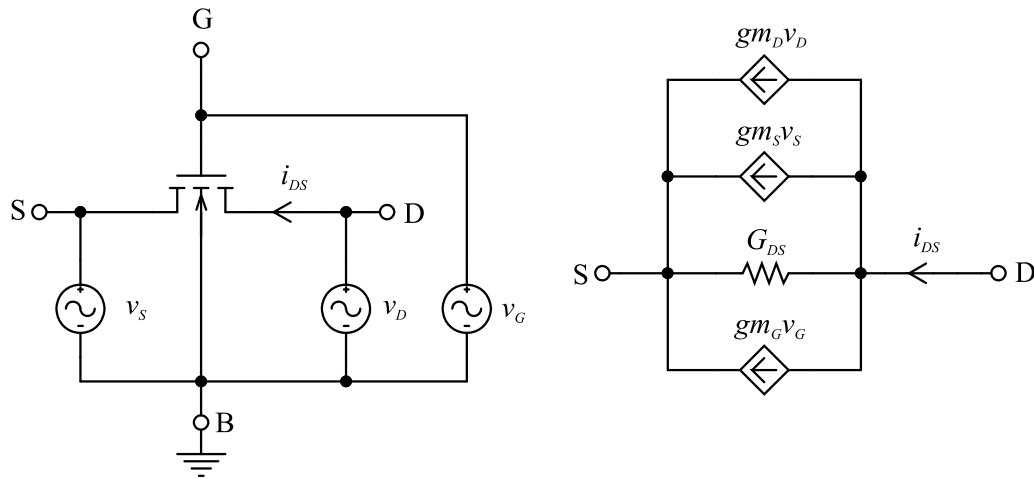 G
S
i_DS
D
v_S
v_D
v_G
B
gm_D v_D
gm_S v_S
G_DS
S
i_DS
D
gm_G v_G